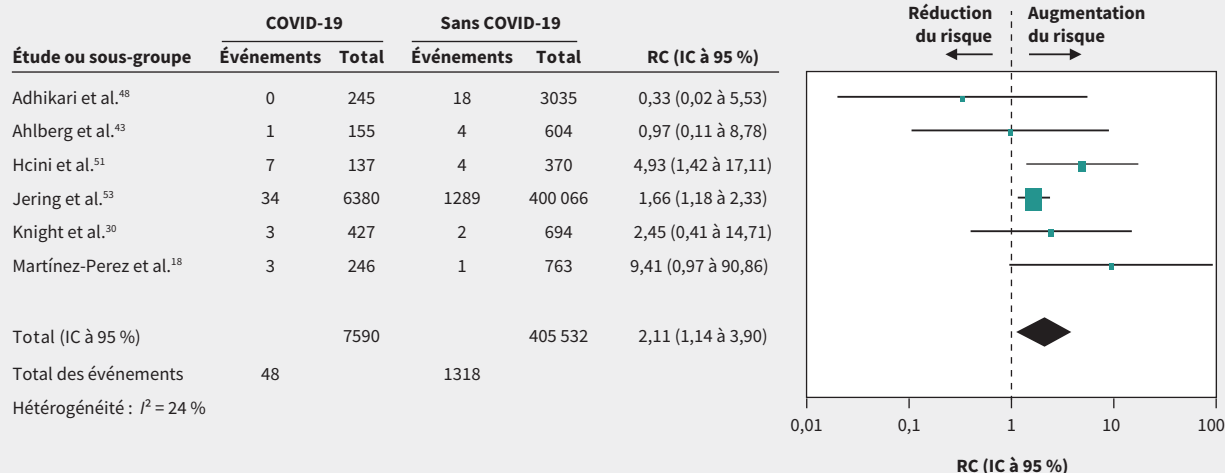 COVID-19 Sans COVID-19
Étude ou sous-groupe Événements Total Événements Total RC (IC à 95 %)
Adhikari et al.⁴⁸ 0 245 18 3035 0,33 (0,02 à 5,53)
Ahlberg et al.⁴³ 1 155 4 604 0,97 (0,11 à 8,78)
Hcini et al.⁵¹ 7 137 4 370 4,93 (1,42 à 17,11)
Jering et al.⁵³ 34 6380 1289 400 066 1,66 (1,18 à 2,33)
Knight et al.³⁰ 3 427 2 694 2,45 (0,41 à 14,71)
Martínez-Perez et al.¹⁸ 3 246 1 763 9,41 (0,97 à 90,86)
Total (IC à 95 %) 7590 405 532 2,11 (1,14 à 3,90)
Total des événements 48 1318
Hétérogénéité : I² = 24 %
Réduction
du risque
Augmentation
du risque
0,01 0,1 1 10 100
RC (IC à 95 %)